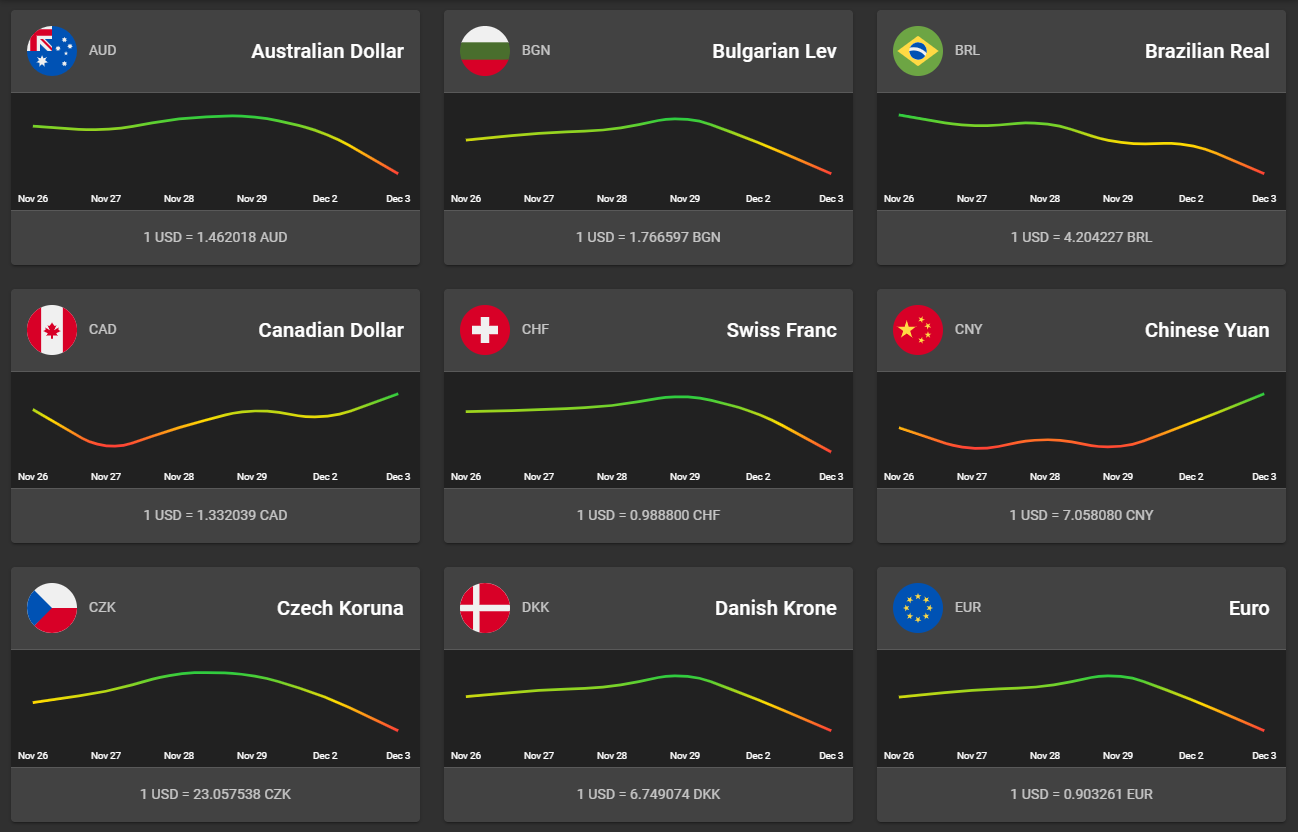 AUD Australian Dollar
Nov 26 Nov 27 Nov 28 Nov 29 Dec 2 Dec 3
1 USD = 1.462018 AUD
BGN Bulgarian Lev
Nov 26 Nov 27 Nov 28 Nov 29 Dec 2 Dec 3
1 USD = 1.766597 BGN
BRL Brazilian Real
Nov 26 Nov 27 Nov 28 Nov 29 Dec 2 Dec 3
1 USD = 4.204227 BRL
CAD Canadian Dollar
Nov 26 Nov 27 Nov 28 Nov 29 Dec 2 Dec 3
1 USD = 1.332039 CAD
CHF Swiss Franc
Nov 26 Nov 27 Nov 28 Nov 29 Dec 2 Dec 3
1 USD = 0.988800 CHF
CNY Chinese Yuan
Nov 26 Nov 27 Nov 28 Nov 29 Dec 2 Dec 3
1 USD = 7.058080 CNY
CZK Czech Koruna
Nov 26 Nov 27 Nov 28 Nov 29 Dec 2 Dec 3
1 USD = 23.057538 CZK
DKK Danish Krone
Nov 26 Nov 27 Nov 28 Nov 29 Dec 2 Dec 3
1 USD = 6.749074 DKK
EUR Euro
Nov 26 Nov 27 Nov 28 Nov 29 Dec 2 Dec 3
1 USD = 0.903261 EUR